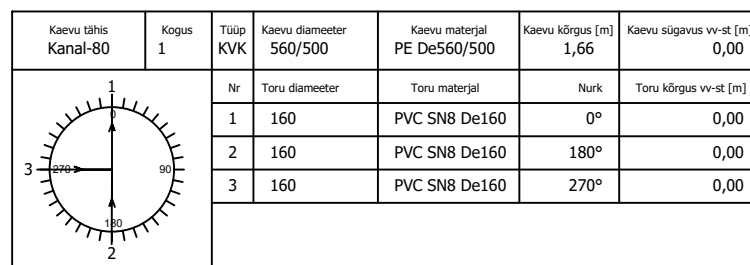 Kaevu tähis Kogus Tüüp Kaevu diameeter Kaevu materjal Kaevu kõrgus [m] Kaevu sügavus vv-st [m]
Kanal-80 1 KVK 560/500 PE De560/500 1,66 0,00
Nr Toru diameeter Toru materjal Nurk Toru kõrgus vv-st [m]
1 160 PVC SN8 De160 0° 0,00
2 160 PVC SN8 De160 180° 0,00
3 160 PVC SN8 De160 270° 0,00
1
0
3 270 90
180
2